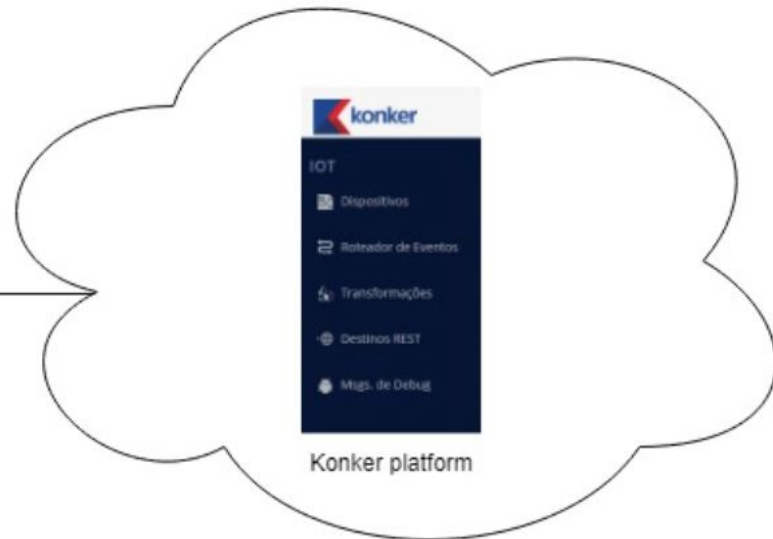 konker
IOT
Dispositivos
Roteador de Eventos
Transformações
Destinos REST
Msgs. de Debug
Konker platform